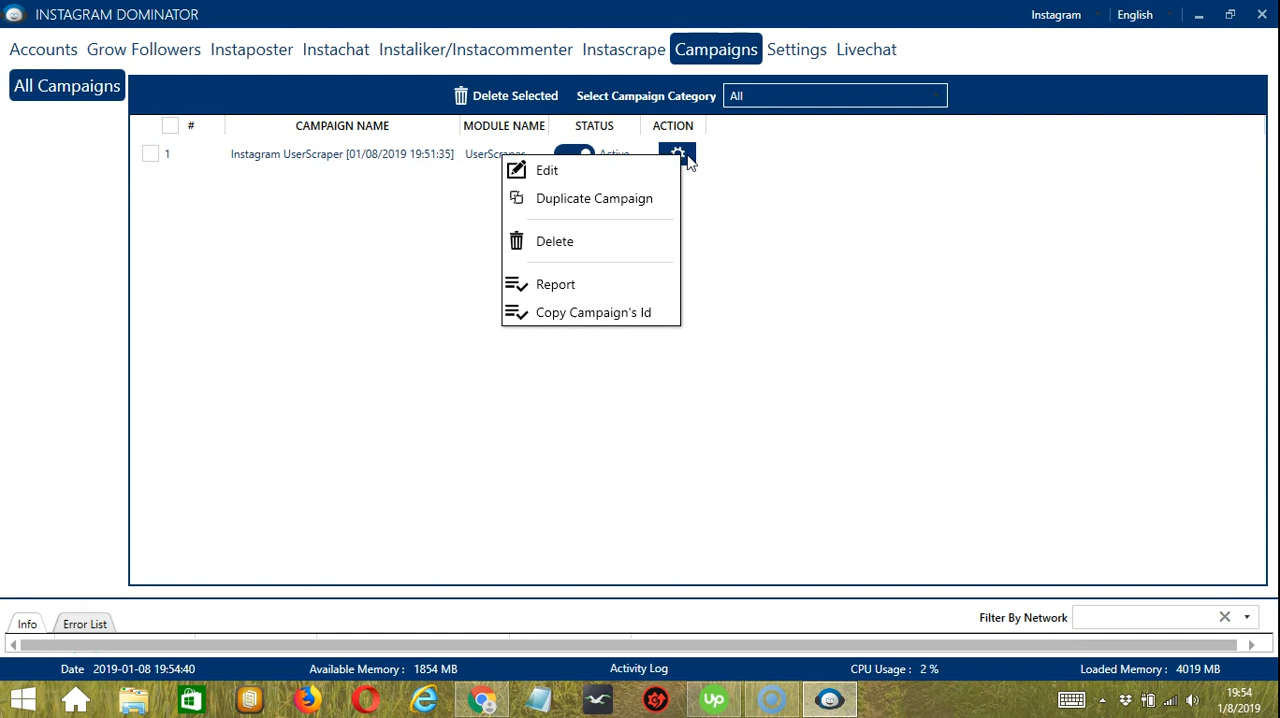 INSTAGRAM DOMINATOR
Instagram English
Accounts Grow Followers Instaposter Instachat Instaliker/Instacommenter Instascrape Campaigns Settings Livechat
All Campaigns
Delete Selected Select Campaign Category All
# CAMPAIGN NAME MODULE NAME STATUS ACTION
1 Instagram UserScraper [01/08/2019 19:51:35] UserScraper Active
Edit
Duplicate Campaign
Delete
Report
Copy Campaign's Id
Info Error List Filter By Network
Date 2019-01-08 19:54:40 Available Memory : 1854 MB Activity Log CPU Usage : 2 % Loaded Memory : 4019 MB
Up
19:54
1/8/2019